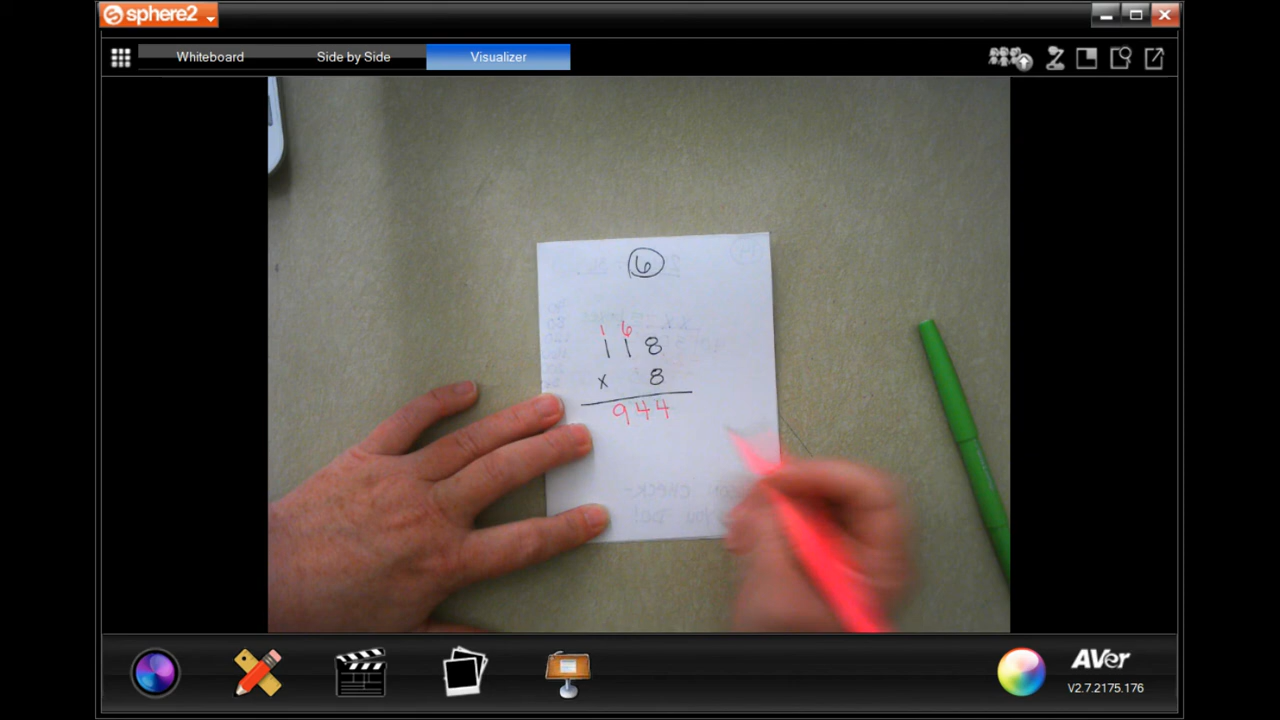 sphere2
Whiteboard Side by Side Visualizer
6
1 6
118
x 8
944
AVer
V2.7.2175.176